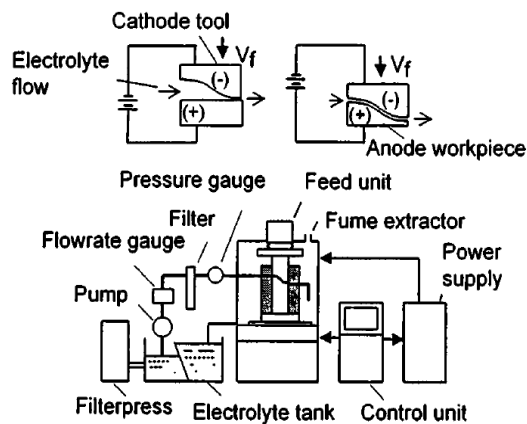 Cathode tool
Electrolyte
flow
Vf
(-)
(+)
Vf
(-)
(+)
Anode workpiece
Pressure gauge
Feed unit
Filter
Fume extractor
Flowrate gauge
Power
supply
Pump
Filterpress
Electrolyte tank
Control unit